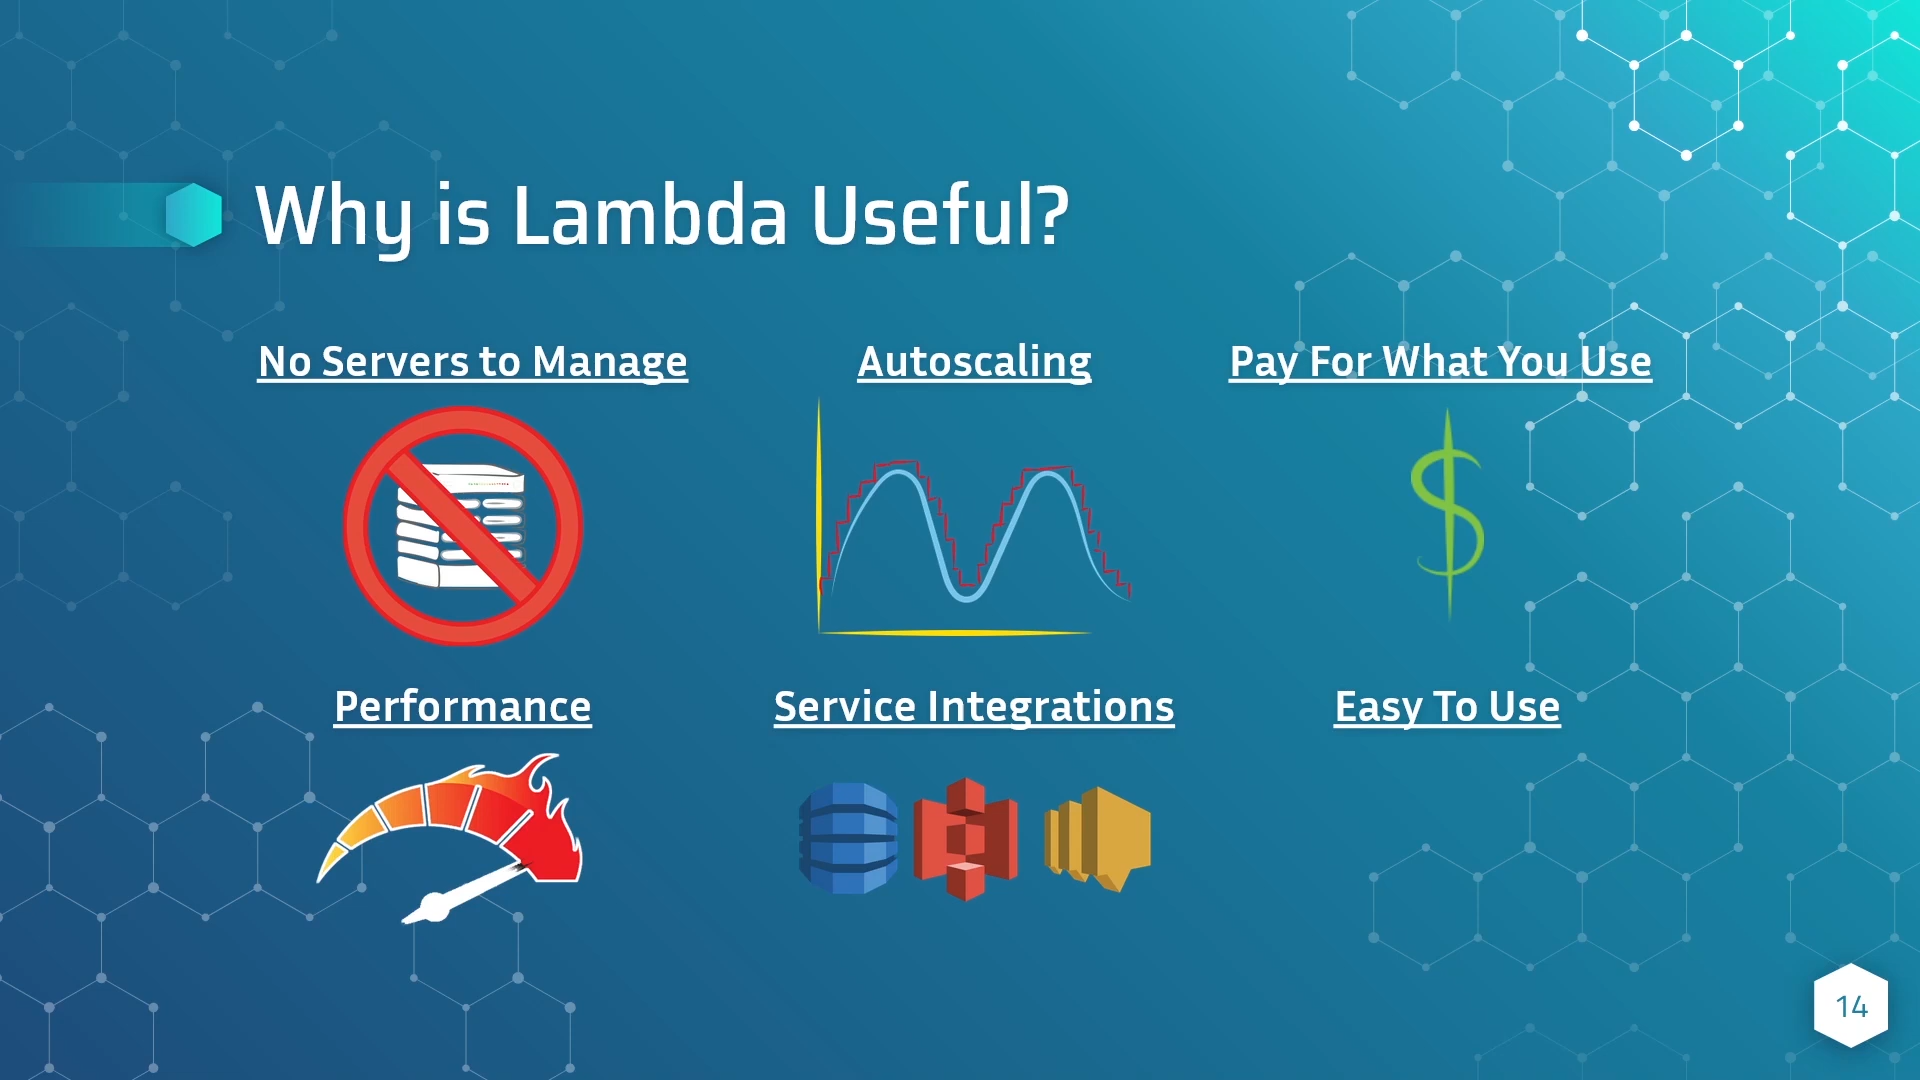 Why is Lambda Useful?
No Servers to Manage
Autoscaling
Pay For What You Use
Performance
Service Integrations
Easy To Use
14